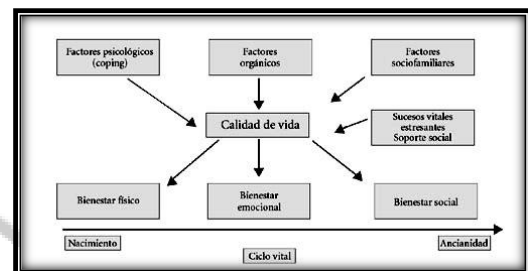 Factores psicológicos
(coping)
Factores
orgánicos
Factores
sociofamiliares
Calidad de vida
Sucesos vitales
estresantes
Soporte social
Bienestar físico
Bienestar
emocional
Bienestar social
Nacimiento
Ancianidad
Ciclo vital